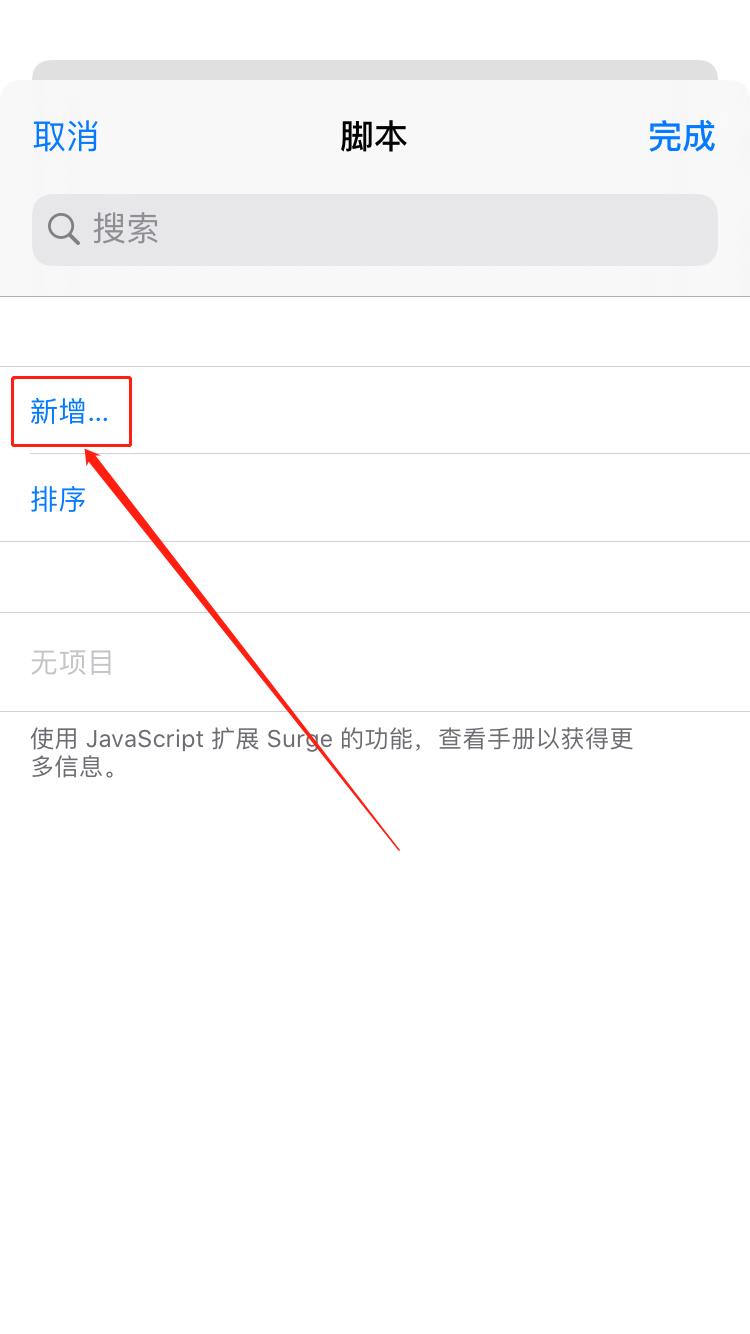 取消
脚本
完成
搜索
新增...
排序
无项目
使用 JavaScript 扩展 Surge 的功能，查看手册以获得更
多信息。